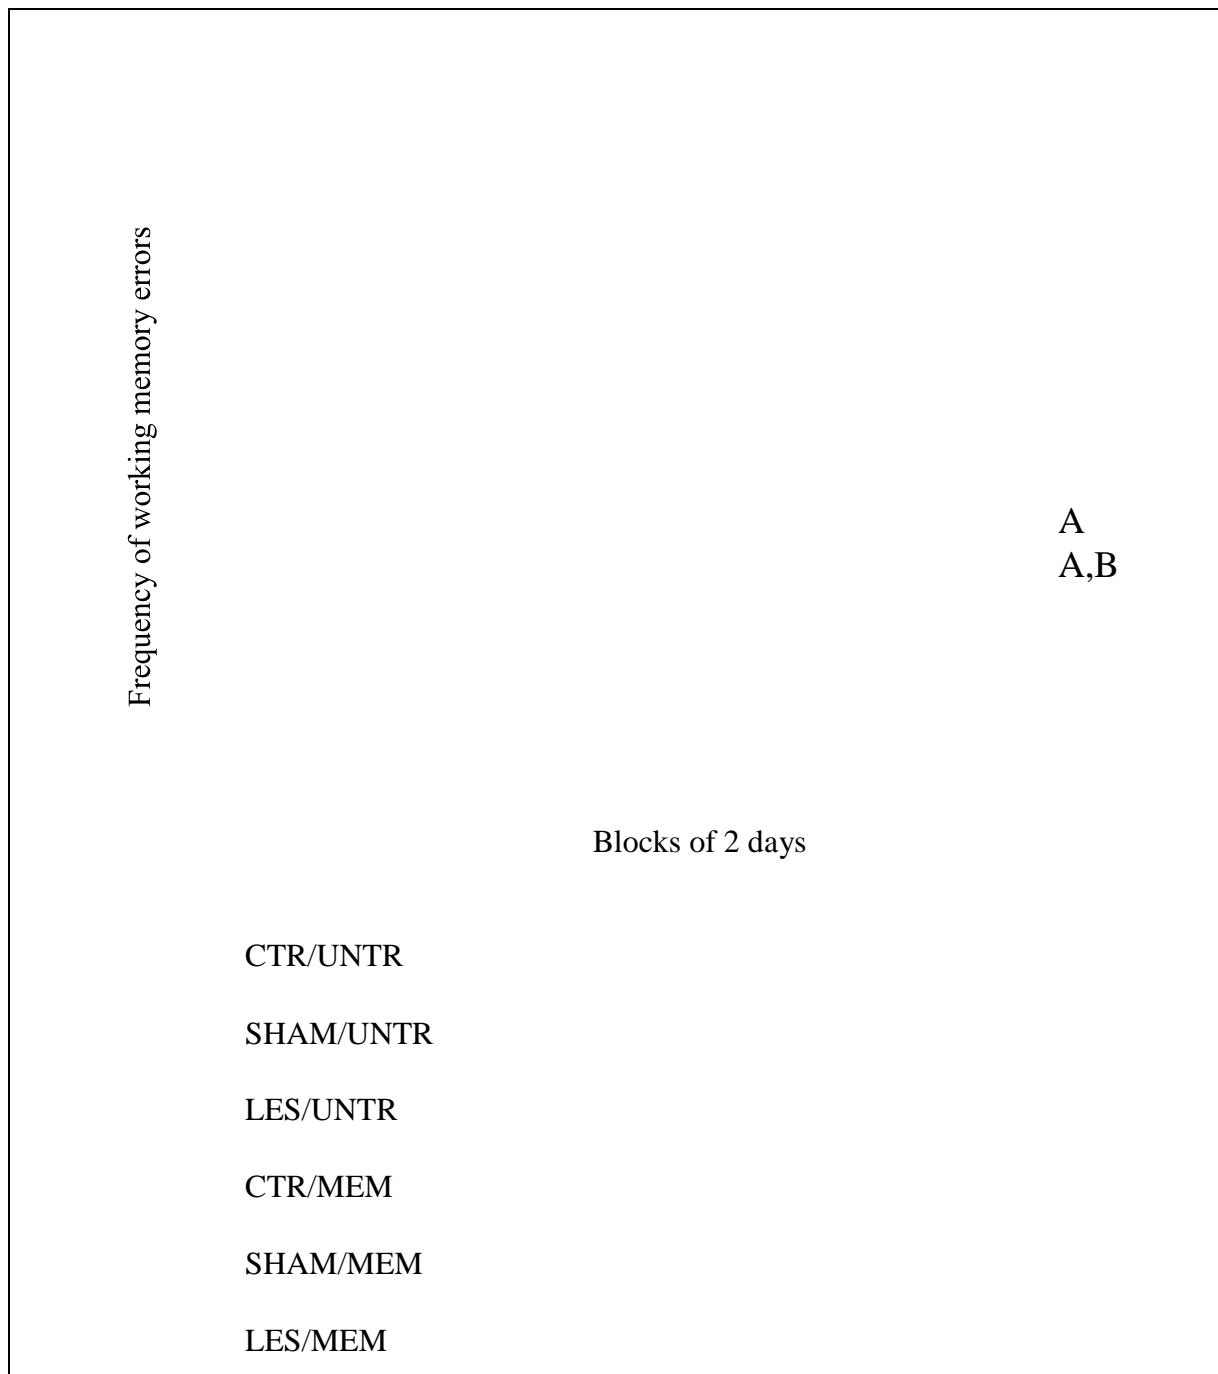 Frequency of working memory errors
A
A,B
Blocks of 2 days
CTR/UNTR
SHAM/UNTR
LES/UNTR
CTR/MEM
SHAM/MEM
LES/MEM